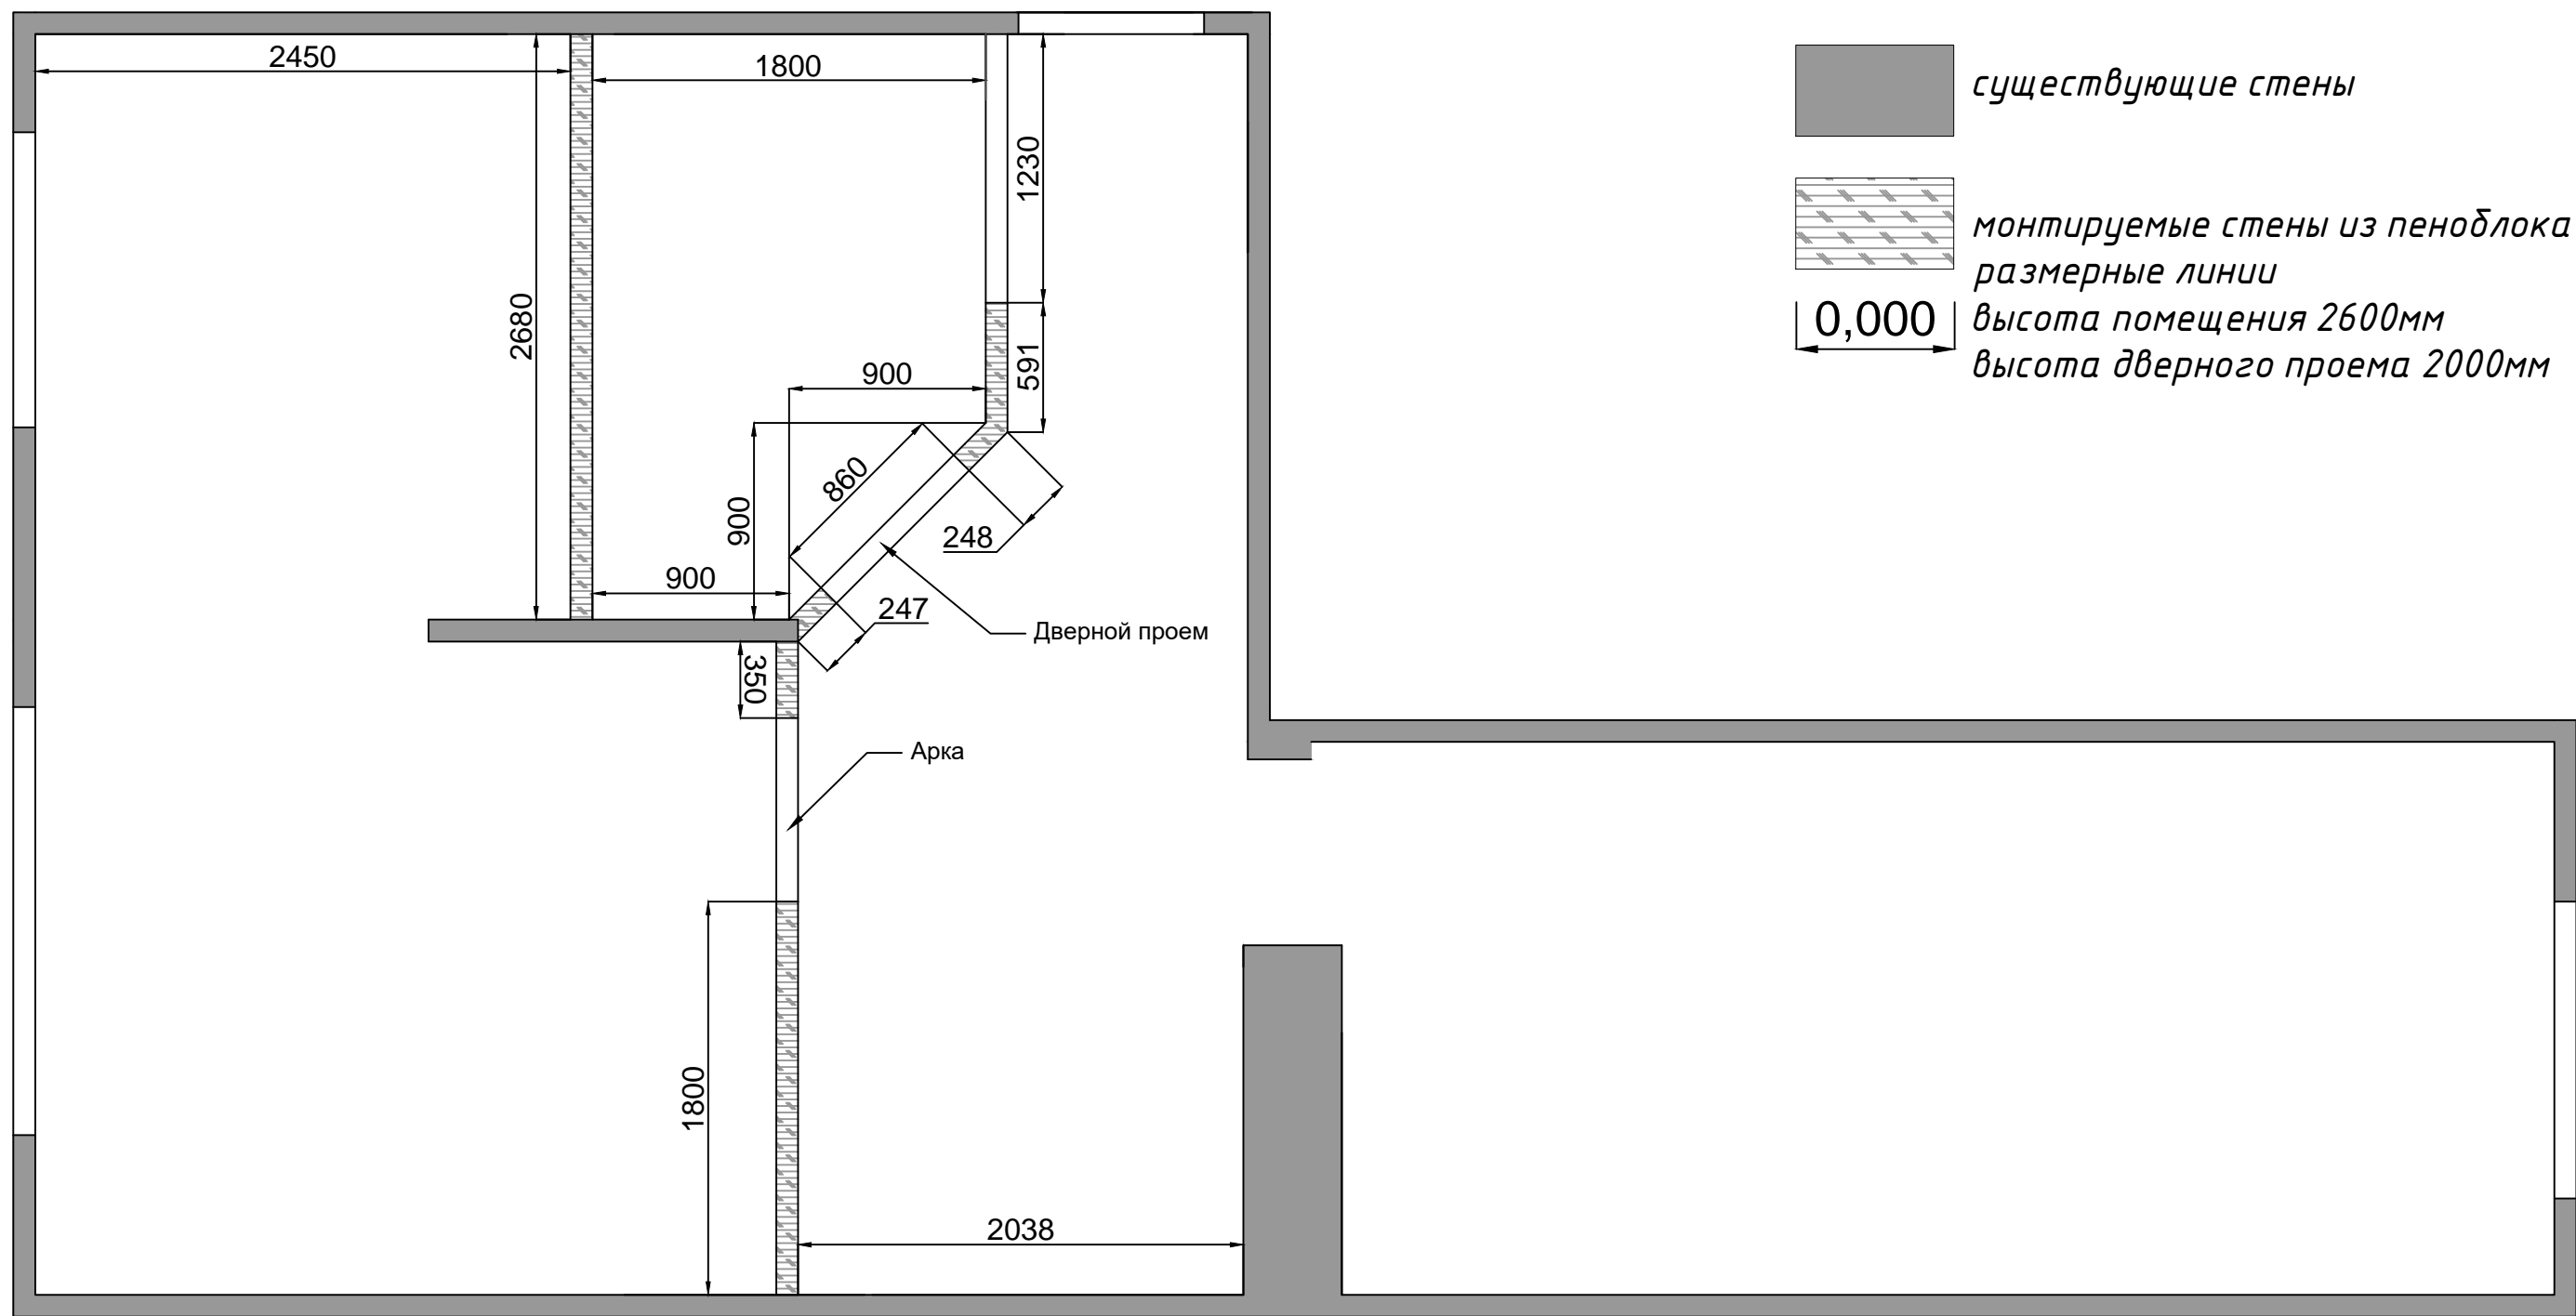 2450
1800
1230
2680
591
900
860
900
248
900
247
Дверной проем
350
Арка
1800
2038
существующие стены
монтируемые стены из пеноблока
размерные линии
0,000
высота помещения 2600мм
высота дверного проема 2000мм